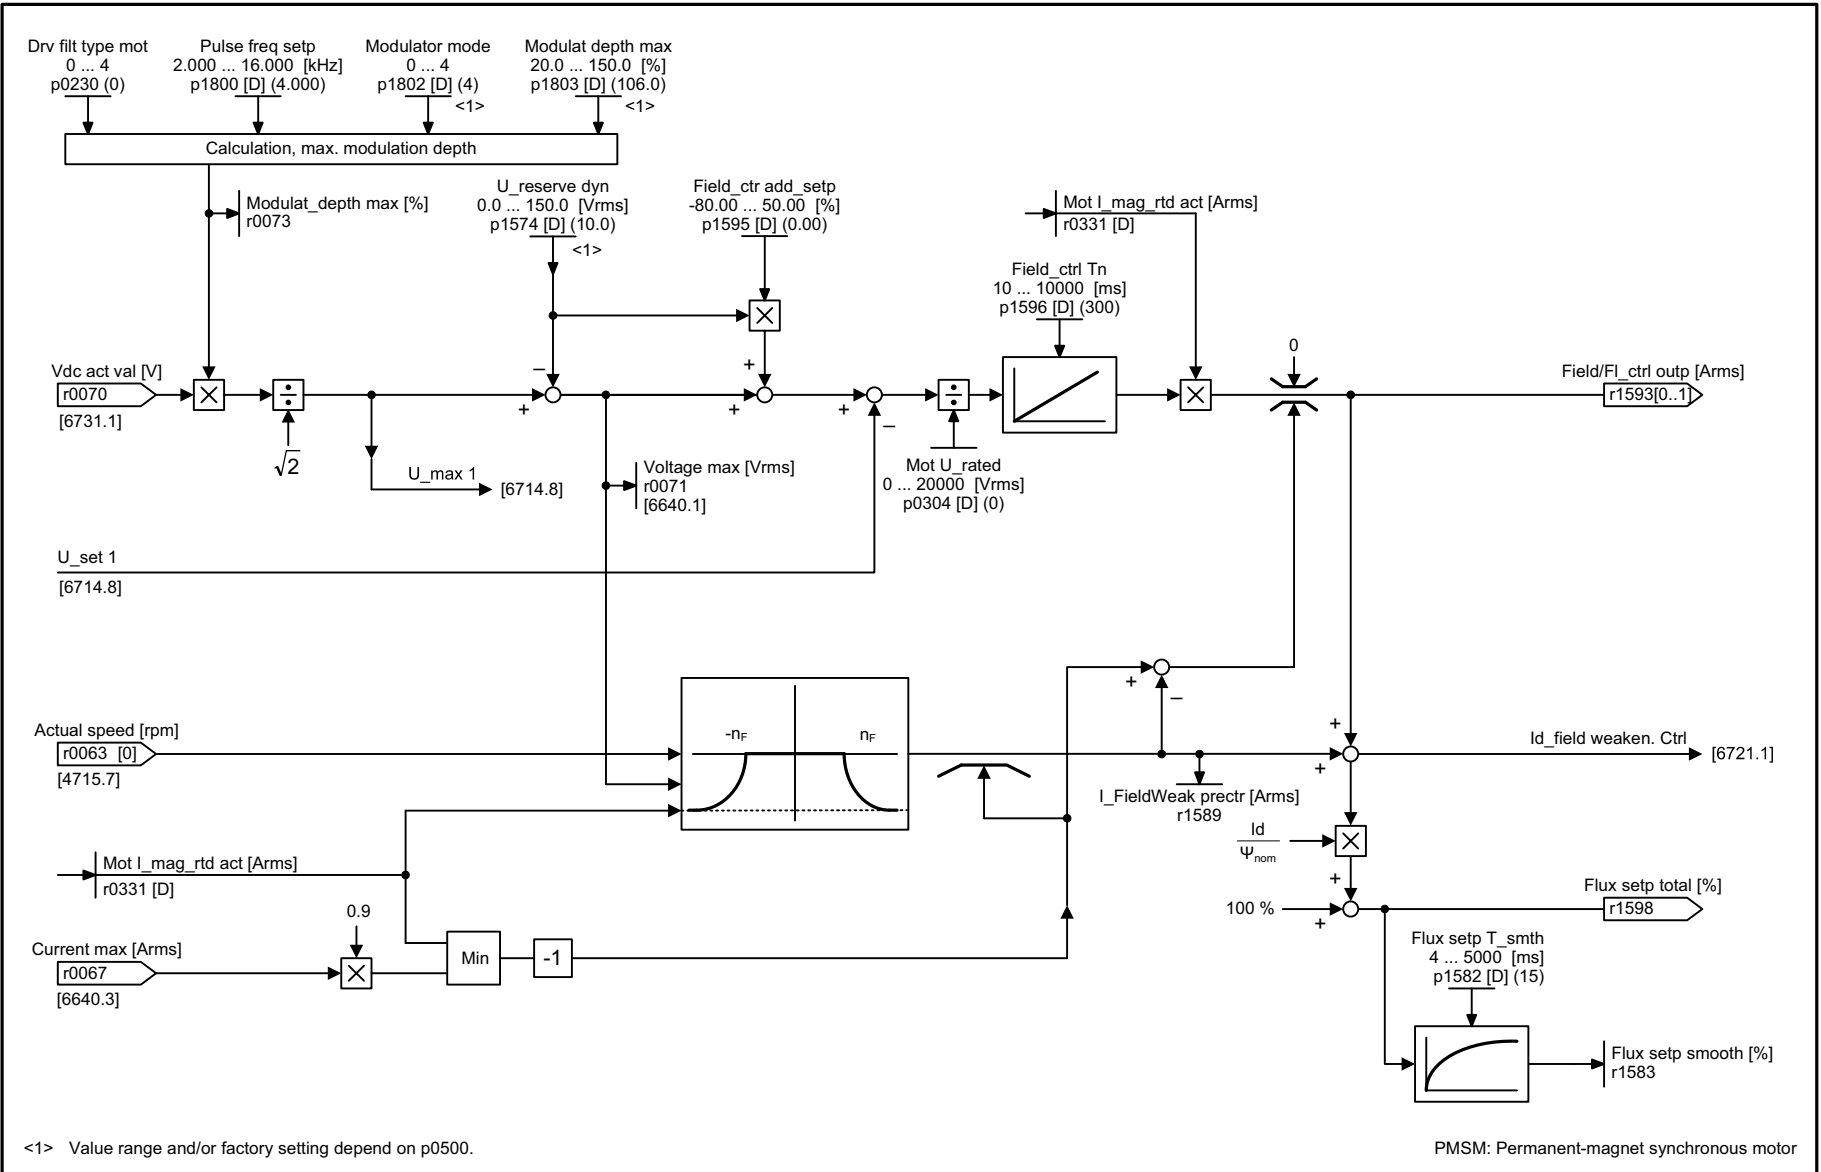 Drv filt type mot
0 ... 4
p0230 (0)
Pulse freq setp
2.000 ... 16.000 [kHz]
p1800 [D] (4.000)
Modulator mode
0 ... 4
p1802 [D] (4)
<1>
Modulat depth max
20.0 ... 150.0 [%]
p1803 [D] (106.0)
<1>
Calculation, max. modulation depth
Modulat_depth max [%]
r0073
U_reserve dyn
0.0 ... 150.0 [Vrms]
p1574 [D] (10.0)
<1>
Field_ctr add_setp
-80.00 ... 50.00 [%]
p1595 [D] (0.00)
Mot I_mag_rtd act [Arms]
r0331 [D]
Field_ctrl Tn
10 ... 10000 [ms]
p1596 [D] (300)
0
Vdc act val [V]
r0070
[6731.1]
√2
U_max 1
[6714.8]
Voltage max [Vrms]
r0071
[6640.1]
Mot U_rated
0 ... 20000 [Vrms]
p0304 [D] (0)
Field/Fl_ctrl outp [Arms]
r1593[0..1]
U_set 1
[6714.8]
Actual speed [rpm]
r0063 [0]
[4715.7]
-nF
nF
I_FieldWeak prectr [Arms]
r1589
Id_field weaken. Ctrl
[6721.1]
Id
Ψnom
Mot I_mag_rtd act [Arms]
r0331 [D]
0.9
Current max [Arms]
r0067
[6640.3]
Min
-1
100 %
Flux setp total [%]
r1598
Flux setp T_smth
4 ... 5000 [ms]
p1582 [D] (15)
Flux setp smooth [%]
r1583
<1> Value range and/or factory setting depend on p0500.
PMSM: Permanent-magnet synchronous motor